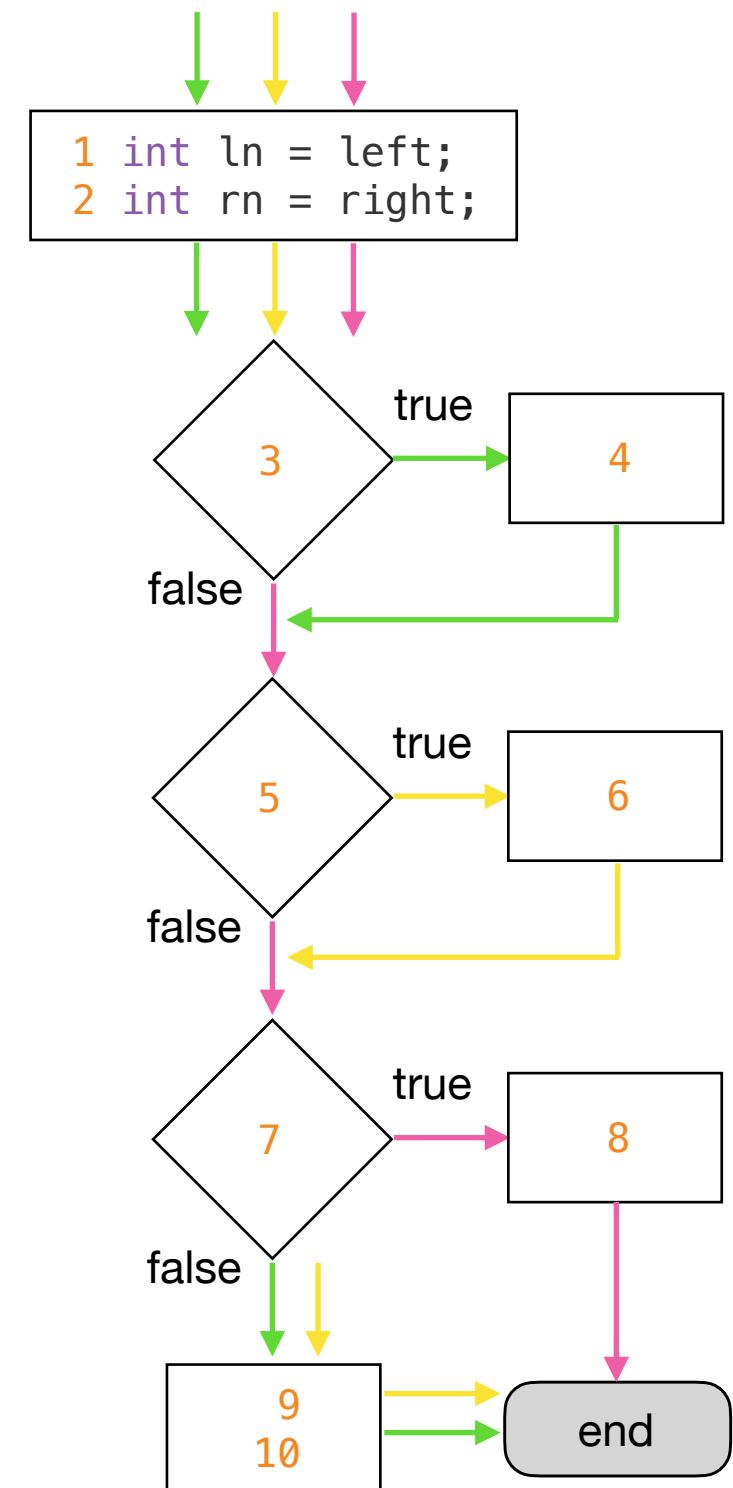 1 int ln = left;
2 int rn = right;
true
3
4
false
true
5
6
false
true
7
8
false
9
10
end